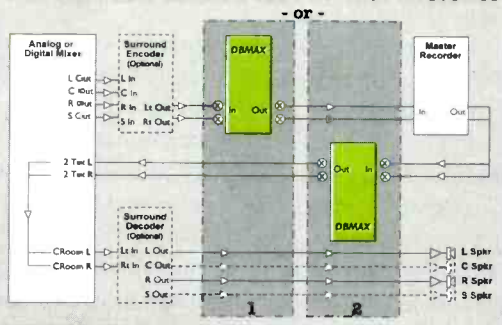 - or -
Analog or
Digital Mixer
Surround
Encoder
(Optional)
DBMAX
Master
Recorder
L Out
C Out
R Out
S Out
L In
C In
R In Lt Out
S In Rt Out
In Out
In Out
2 Tek L
2 Tek R
Out In
DBMAX
Surround
Decoder
(Optional)
CRoom L
CRoom R
Lt In L Out
Rt In C Out
R Out
S Out
L Spkr
C Spkr
R Spkr
S Spkr
1 2